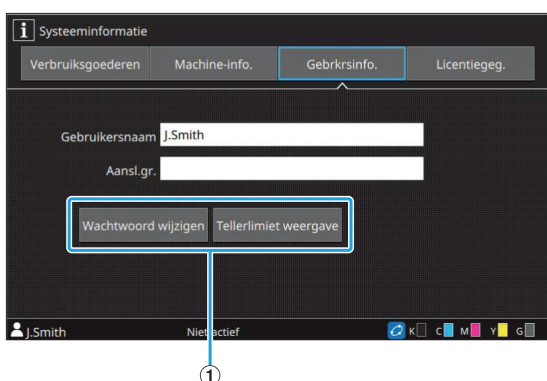 i Systeeminformatie
Verbruiksgoederen Machine-info. Gebrkrsinfo. Licentiegeg.
Gebruikersnaam J.Smith
Aansl.gr.
Wachtwoord wijzigen Tellerlimiet weergave
J.Smith Niet actief K C M Y G
1